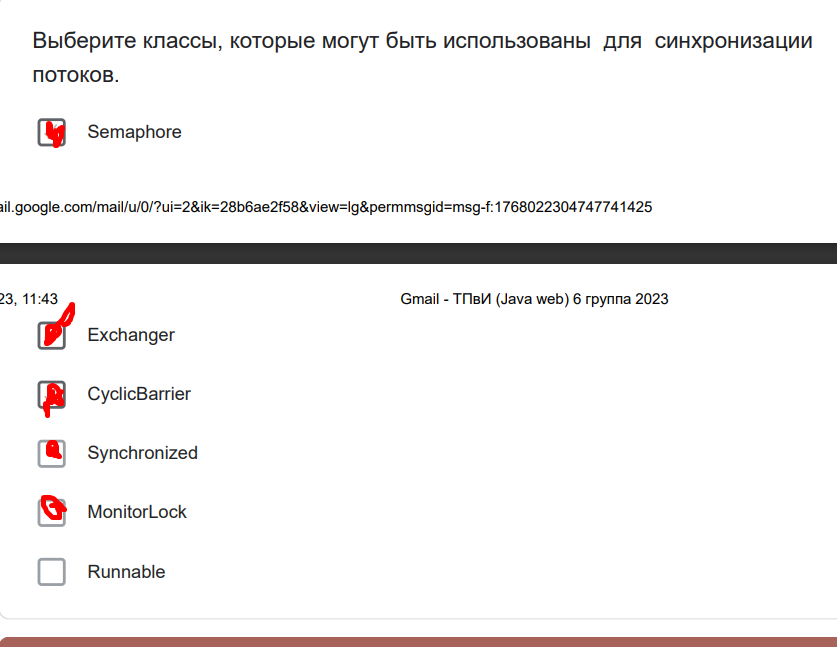 Выберите классы, которые могут быть использованы для синхронизации
потоков.
Semaphore
ail.google.com/mail/u/0/?ui=2&ik=28b6ae2f58&view=lg&permmsgid=msg-f:1768022304747741425
23, 11:43 Gmail - ТПвИ (Java web) 6 группа 2023
Exchanger
CyclicBarrier
Synchronized
MonitorLock
Runnable